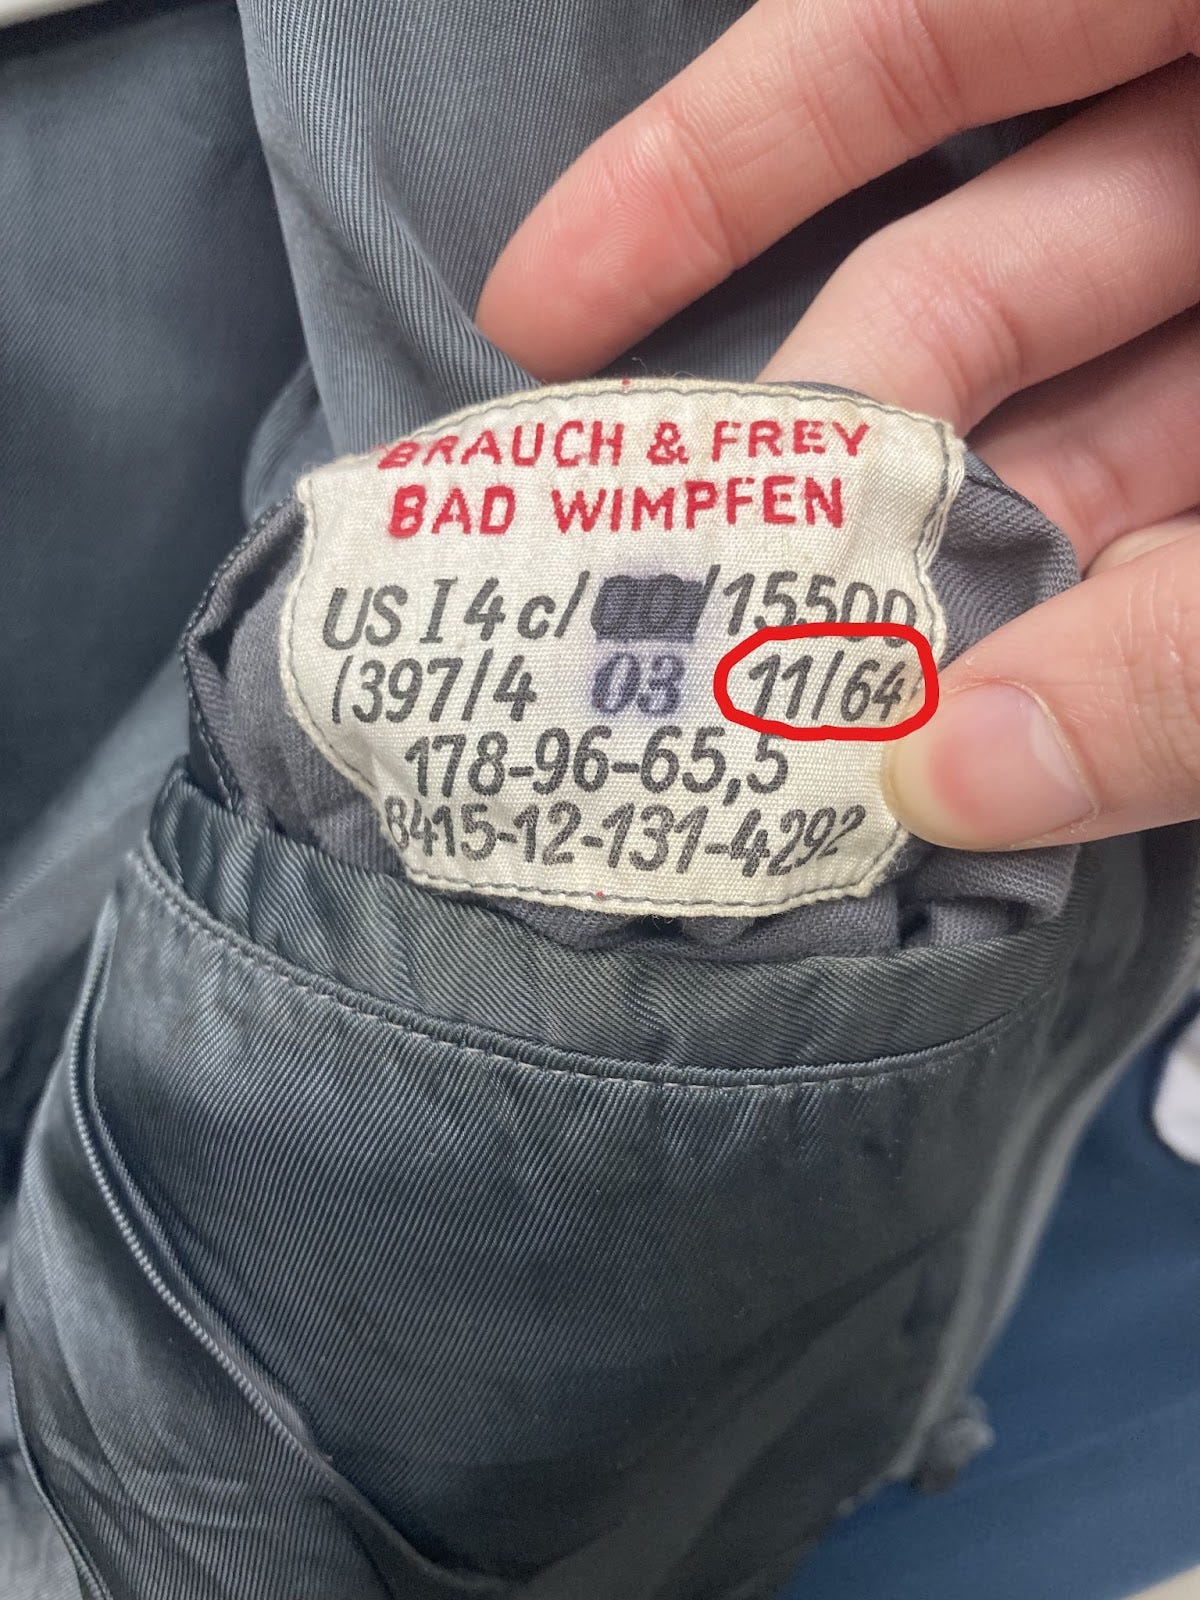 BRAUCH & FREY
BAD WIMPFEN
US I 4 c/00/15500
/397/4 03 11/64
178-96-65,5
8415-12-131-4292